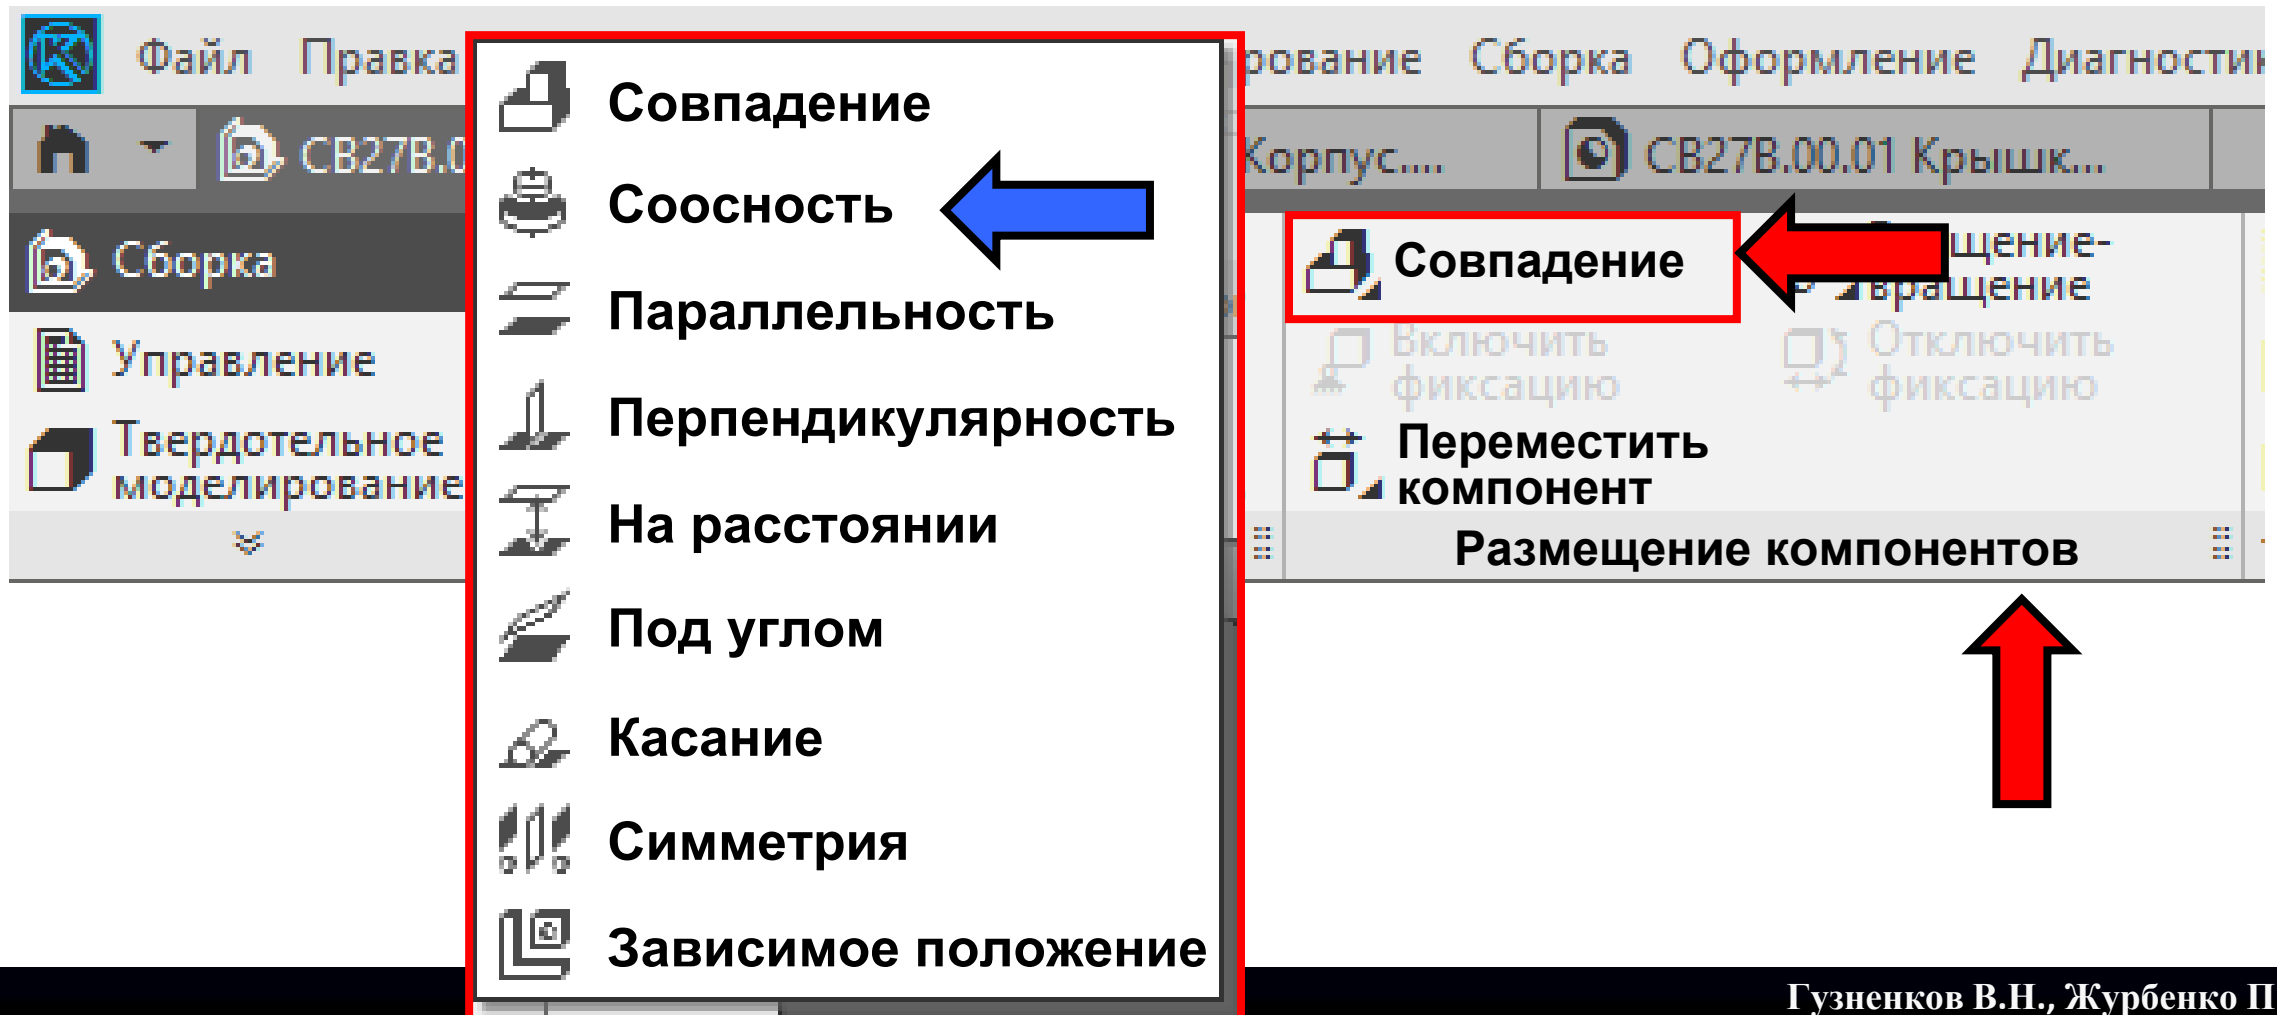 Файл Правка рование Сборка Оформление Диагностик
СВ27В.0 Корпус.... СВ27В.00.01 Крышк...
Сборка
Управление
Твердотельное
моделирование
Совпадение
Соосность
Параллельность
Перпендикулярность
На расстоянии
Под углом
Касание
Симметрия
Зависимое положение
Совпадение
щение-
вращение
Включить
фиксацию
Отключить
фиксацию
Переместить
компонент
Размещение компонентов
Гузненков В.Н., Журбенко П